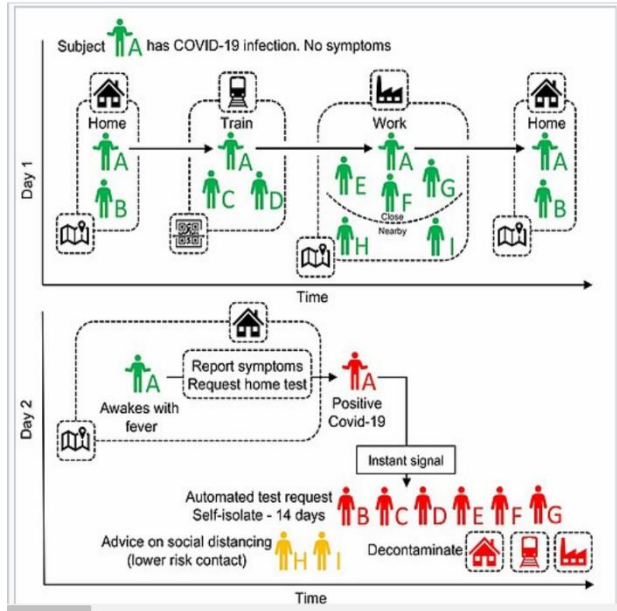 Subject A has COVID-19 infection. No symptoms
Day 1
Home
Train
Work
Home
A
A
A
A
B
C
D
E
F
G
B
Close
Nearby
H
I
Time
Day 2
A
Report symptoms
Request home test
A
Awakes with
fever
Positive
Covid-19
Instant signal
Automated test request
Self-isolate - 14 days
B C D E F G
Advice on social distancing
(lower risk contact)
H I
Decontaminate
Time